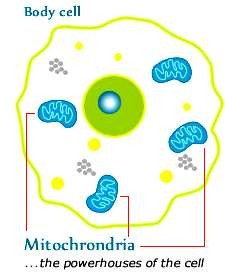 Body cell
Mitochrondria
...the powerhouses of the cell